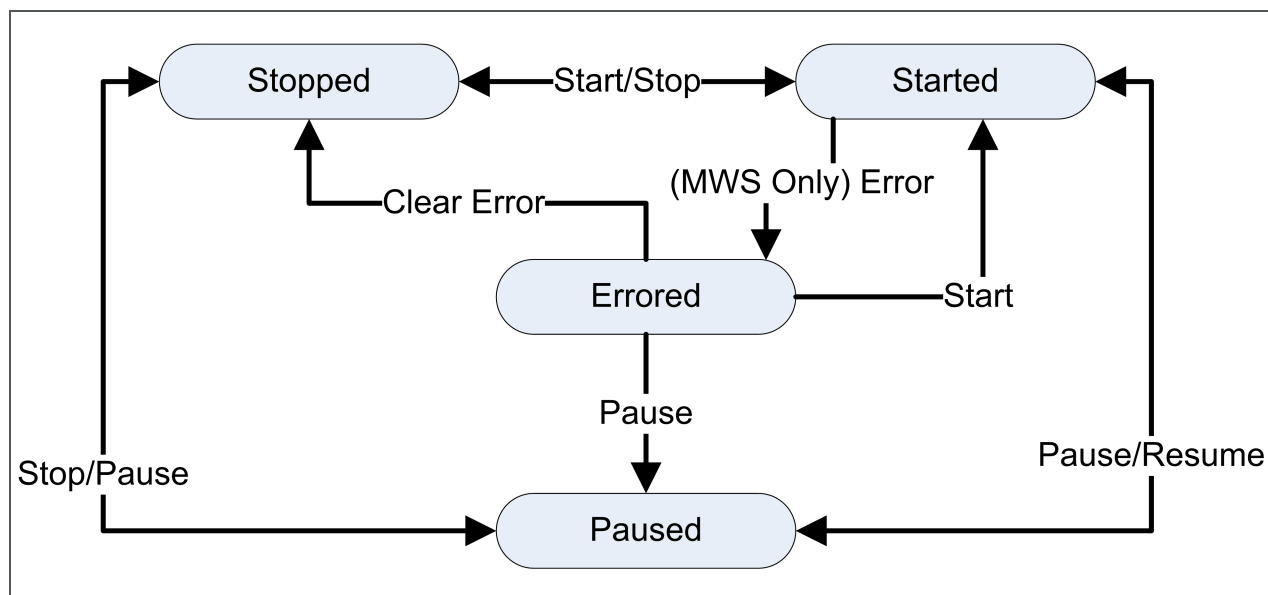 Stopped
Start/Stop
Started
(MWS Only) Error
Clear Error
Errored
Start
Pause
Pause/Resume
Stop/Pause
Paused